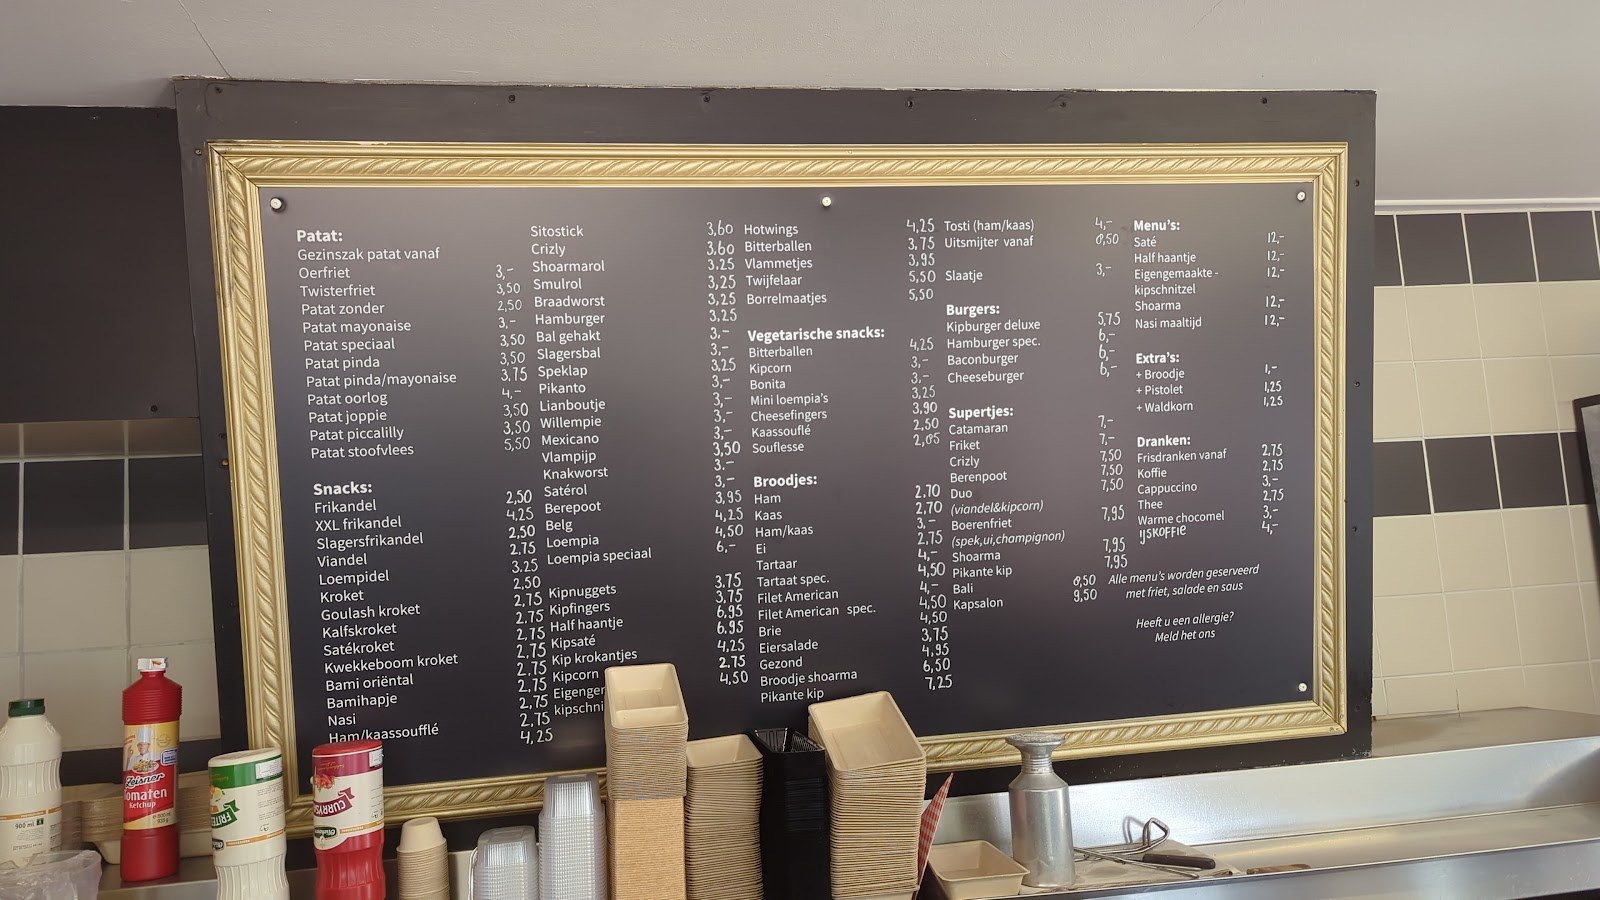 Patat:
Gezinszak patat vanaf
Oerfriet
Twisterfriet
Patat zonder
Patat mayonaise
Patat speciaal
Patat pinda
Patat pinda/mayonaise
Patat oorlog
Patat joppie
Patat piccalilly
Patat stoofvlees
3,-
3,50
2,50
3,-
3,50
3,50
3,75
4,-
3,50
3,50
5,50
Snacks:
Frikandel
XXL frikandel
Slagersfrikandel
Viandel
Loempidel
Kroket
Goulash kroket
Kalfskroket
Satékroket
Kwekkeboom kroket
Bami oriëntal
Bamihapje
Nasi
Ham/kaassoufflé
2,50
4,25
2,50
2,75
3.25
2,50
2,75
2.75
2,75
2,75
2.75
2.75
2,75
2,75
4,25
Sitostick
Crizly
Shoarmarol
Smulrol
Braadworst
Hamburger
Bal gehakt
Slagersbal
Speklap
Pikanto
Lianboutje
Willempie
Mexicano
Vlampijp
Knakworst
Satérol
Berepoot
Belg
Loempia
Loempia speciaal
3,60
3,60
3.25
3,25
3,25
3,25
3,-
3,-
3,25
3,-
3,-
3,-
3,-
3,50
3.-
3,-
3,95
4,25
4,50
6,-
Kipnuggets
Kipfingers
Half haantje
Kipsaté
Kip krokantjes
Kipcorn
Eigenge
kipschni
3.75
3,75
6,95
6,95
4,25
2.75
4,50
Hotwings
Bitterballen
Vlammetjes
Twijfelaar
Borrelmaatjes
4,25
3,75
3,95
5,50
5,50
Vegetarische snacks:
Bitterballen
Kipcorn
Bonita
Mini loempia's
Cheesefingers
Kaassouflé
Souflesse
4,25
3,-
3,-
3,25
3,90
2,50
Broodjes:
Ham
Kaas
Ham/kaas
Ei
Tartaar
Tartaat spec.
Filet American
Filet American spec.
Brie
Eiersalade
Gezond
Broodje shoarma
Pikante kip
2.70
2,70
3,-
2,75
4,-
4,50
4,-
4,50
4,50
3,75
4,95
6,50
7,25
Tosti (ham/kaas)
Uitsmijter vanaf
Slaatje
4,-
8,50
3,-
Burgers:
Kipburger deluxe
Hamburger spec.
Baconburger
Cheeseburger
5,75
6,-
6,-
6,-
Supertjes:
Catamaran
Friket
Crizly
Berenpoot
Duo
(viandel&kipcorn)
Boerenfriet
(spek,ui,champignon)
Shoarma
Pikante kip
Bali
Kapsalon
7,-
7,-
7,50
7,50
7,50
7,95
7,95
7,95
8,50
9,50
Menu's:
Saté
Half haantje
Eigengemaakte -
kipschnitzel
Shoarma
Nasi maaltijd
12,-
12,-
12,-
12,-
12,-
Extra's:
+ Broodje
+ Pistolet
+ Waldkorn
1,-
1,25
1,25
Dranken:
Frisdranken vanaf
Koffie
Cappuccino
Thee
Warme chocomel
ijskoffie
2,75
2,75
3,-
2,75
3,-
4,-
Alle menu's worden geserveerd
met friet, salade en saus
Heeft u een allergie?
Meld het ons
900 ml
Zeisner
Tomaten
Ketchup
FRITES
CURRYS